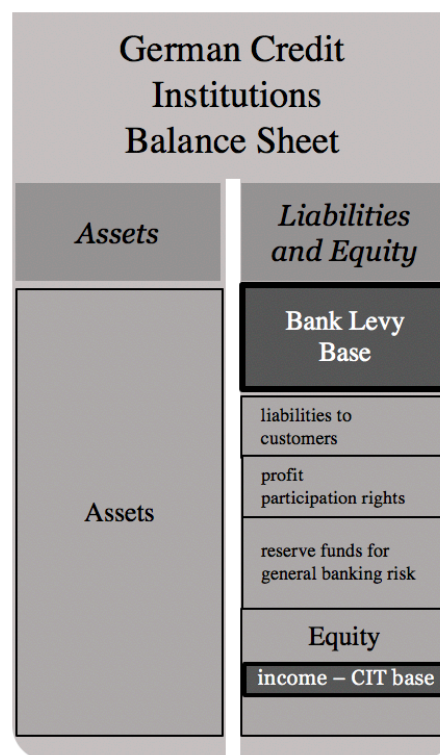 German Credit
Institutions
Balance Sheet
Assets
Liabilities
and Equity
Assets
Bank Levy
Base
liabilities to
customers
profit
participation rights
reserve funds for
general banking risk
Equity
income – CIT base